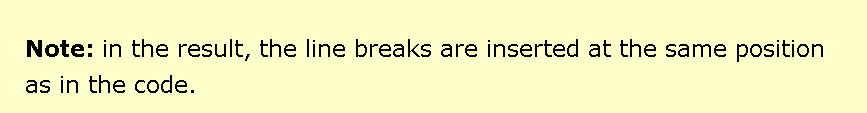 Note: in the result, the line breaks are inserted at the same position
as in the code.